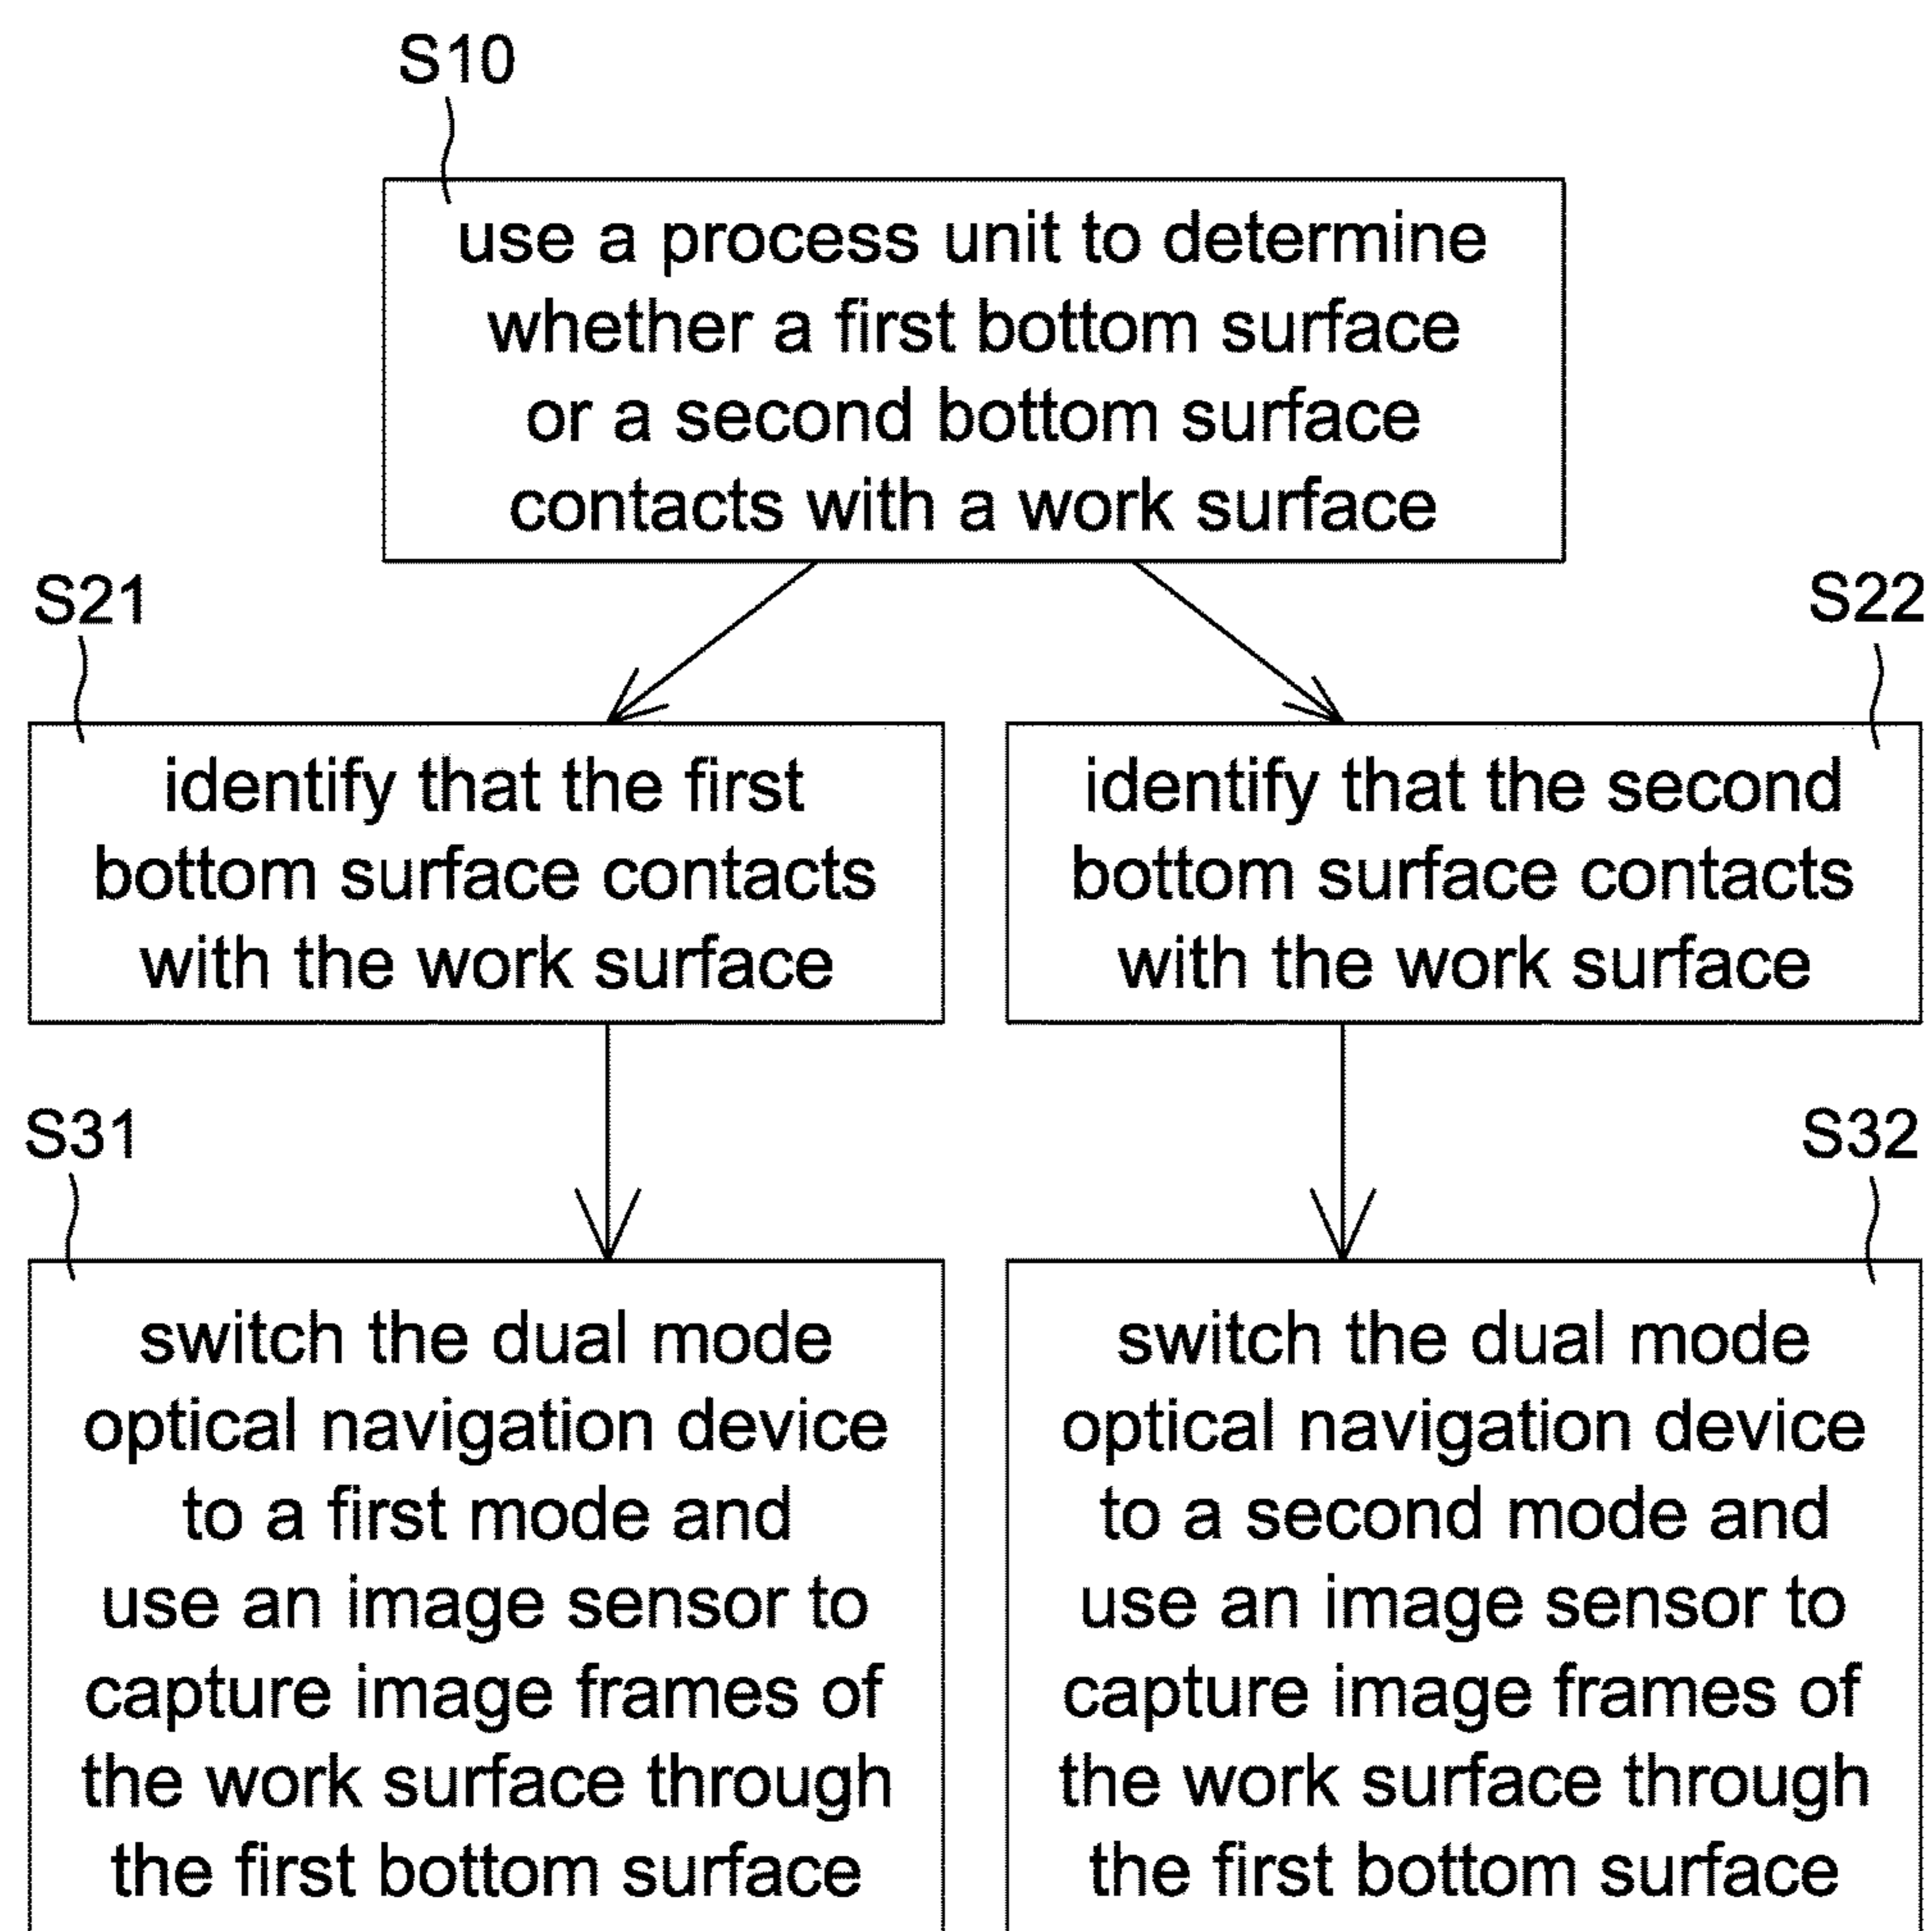 S10
use a process unit to determine
whether a first bottom surface
or a second bottom surface
contacts with a work surface
S21
identify that the first
bottom surface contacts
with the work surface
S22
identify that the second
bottom surface contacts
with the work surface
S31
switch the dual mode
optical navigation device
to a first mode and
use an image sensor to
capture image frames of
the work surface through
the first bottom surface
S32
switch the dual mode
optical navigation device
to a second mode and
use an image sensor to
capture image frames of
the work surface through
the first bottom surface